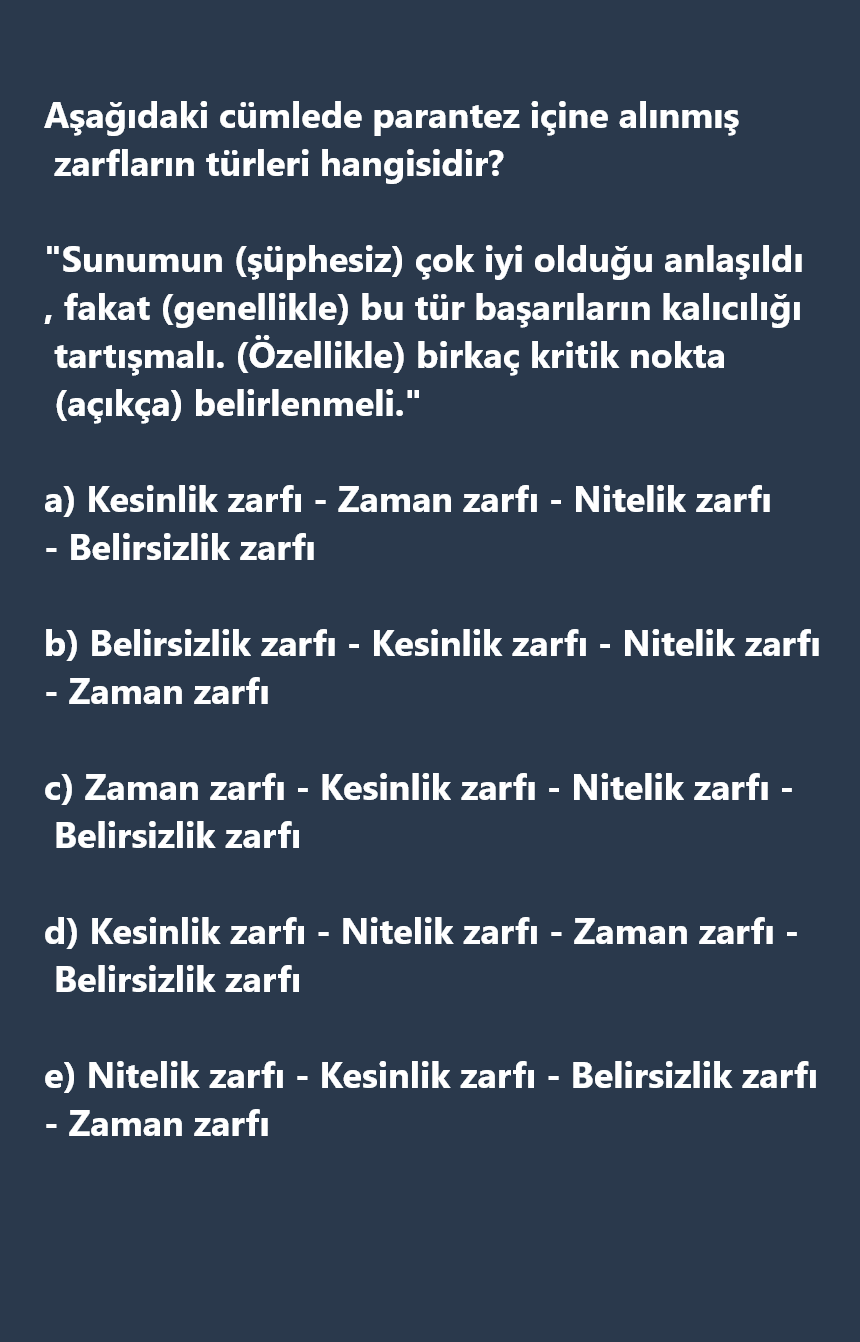 Aşağıdaki cümlede parantez içine alınmış
zarfların türleri hangisidir?
"Sunumun (şüphesiz) çok iyi olduğu anlaşıldı
, fakat (genellikle) bu tür başarıların kalıcılığı
tartışmalı. (Özellikle) birkaç kritik nokta
(açıkça) belirlenmeli."
a) Kesinlik zarfı - Zaman zarfı - Nitelik zarfı
- Belirsizlik zarfı
b) Belirsizlik zarfı - Kesinlik zarfı - Nitelik zarfı
- Zaman zarfı
c) Zaman zarfı - Kesinlik zarfı - Nitelik zarfı -
Belirsizlik zarfı
d) Kesinlik zarfı - Nitelik zarfı - Zaman zarfı -
Belirsizlik zarfı
e) Nitelik zarfı - Kesinlik zarfı - Belirsizlik zarfı
- Zaman zarfı